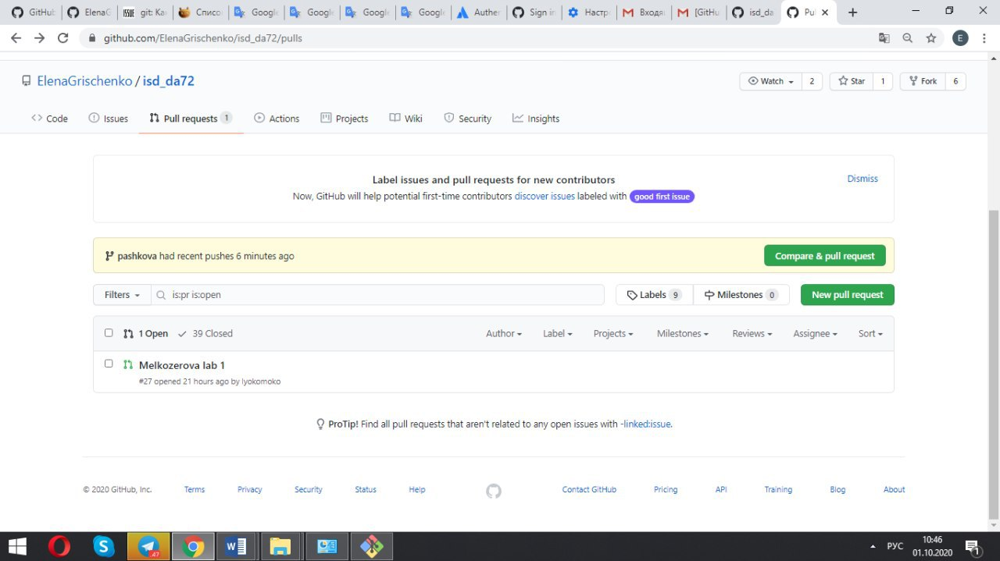 GitHub
ElenaG
git: Ка
Списо
Google
Google
Google
Google
Auther
Sign in
Настр
Входя
[GitHu
isd_da
Pul
github.com/ElenaGrischenko/isd_da72/pulls
E
ElenaGrischenko / isd_da72
Watch 2
Star 1
Fork 6
Code
Issues
Pull requests 1
Actions
Projects
Wiki
Security
Insights
Label issues and pull requests for new contributors
Dismiss
Now, GitHub will help potential first-time contributors discover issues labeled with good first issue
pashkova had recent pushes 6 minutes ago
Compare & pull request
Filters
is:pr is:open
Labels 9
Milestones 0
New pull request
1 Open
39 Closed
Author
Label
Projects
Milestones
Reviews
Assignee
Sort
Melkozerova lab 1
#27 opened 21 hours ago by lyokomoko
ProTip! Find all pull requests that aren't related to any open issues with -linked:issue.
© 2020 GitHub, Inc.
Terms
Privacy
Security
Status
Help
Contact GitHub
Pricing
API
Training
Blog
About
РУС
10:46
01.10.2020
1